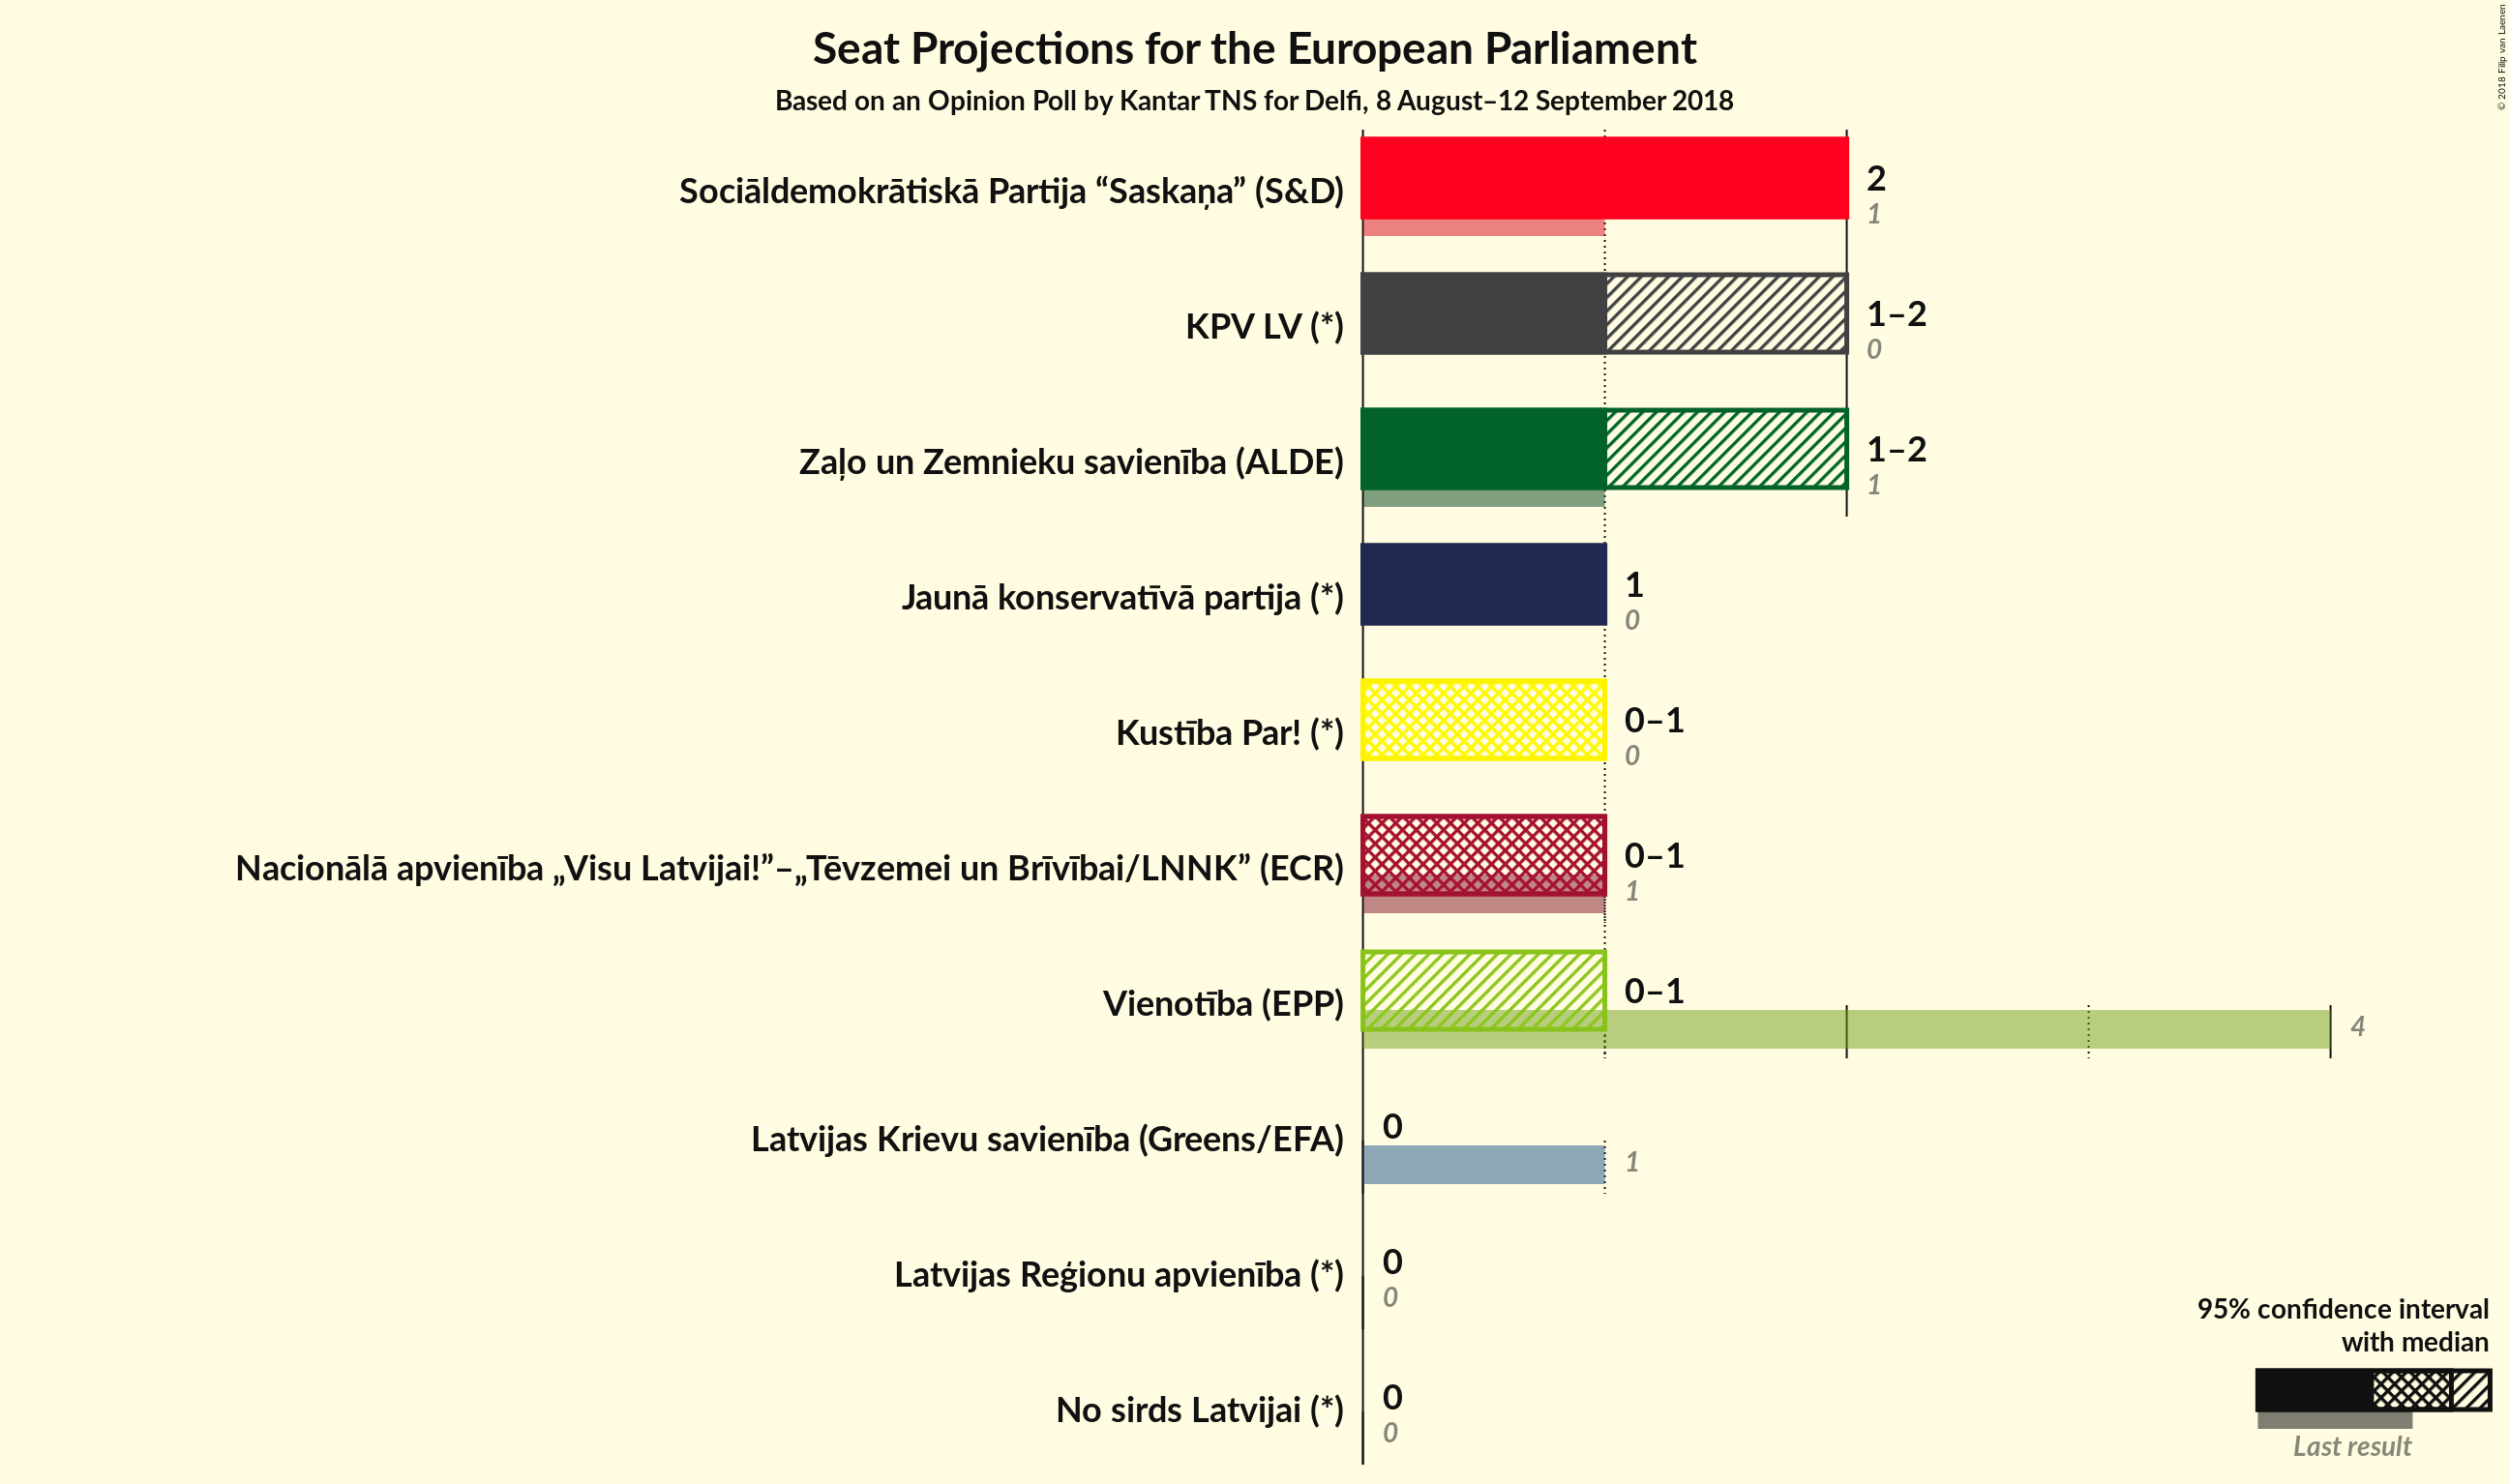 Seat Projections for the European Parliament
Based on an Opinion Poll by Kantar TNS for Delfi, 8 August–12 September 2018
© 2018 Filip van Laenen
Sociāldemokrātiskā Partija “Saskaņa” (S&D)
2
1
KPV LV (*)
1–2
0
Zaļo un Zemnieku savienība (ALDE)
1–2
1
Jaunā konservatīvā partija (*)
1
0
Kustība Par! (*)
0–1
0
Nacionālā apvienība „Visu Latvijai!”–„Tēvzemei un Brīvībai/LNNK” (ECR)
0–1
1
Vienotība (EPP)
0–1
4
Latvijas Krievu savienība (Greens/EFA)
0
1
Latvijas Reģionu apvienība (*)
0
0
No sirds Latvijai (*)
0
0
95% confidence interval
with median
Last result